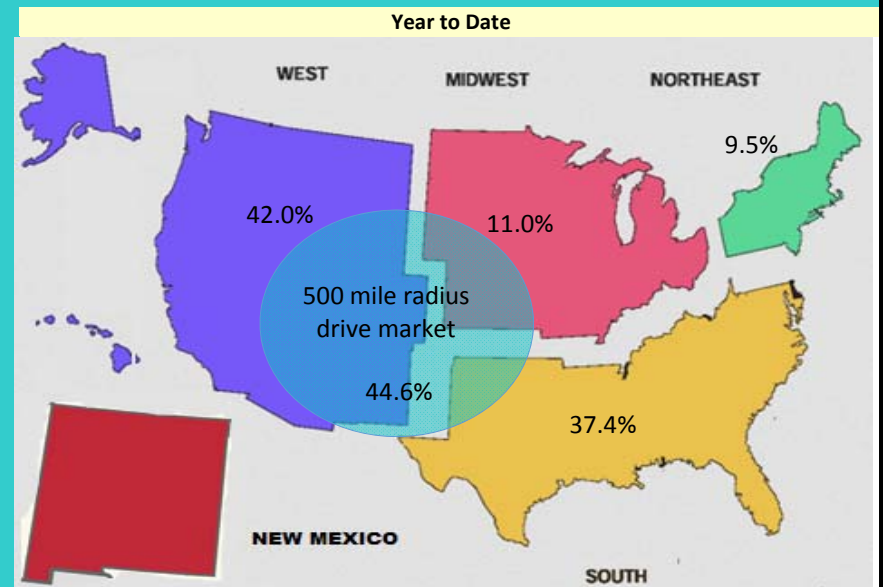 Year to Date
WEST
MIDWEST
NORTHEAST
9.5%
42.0%
11.0%
500 mile radius
drive market
44.6%
37.4%
NEW MEXICO
SOUTH